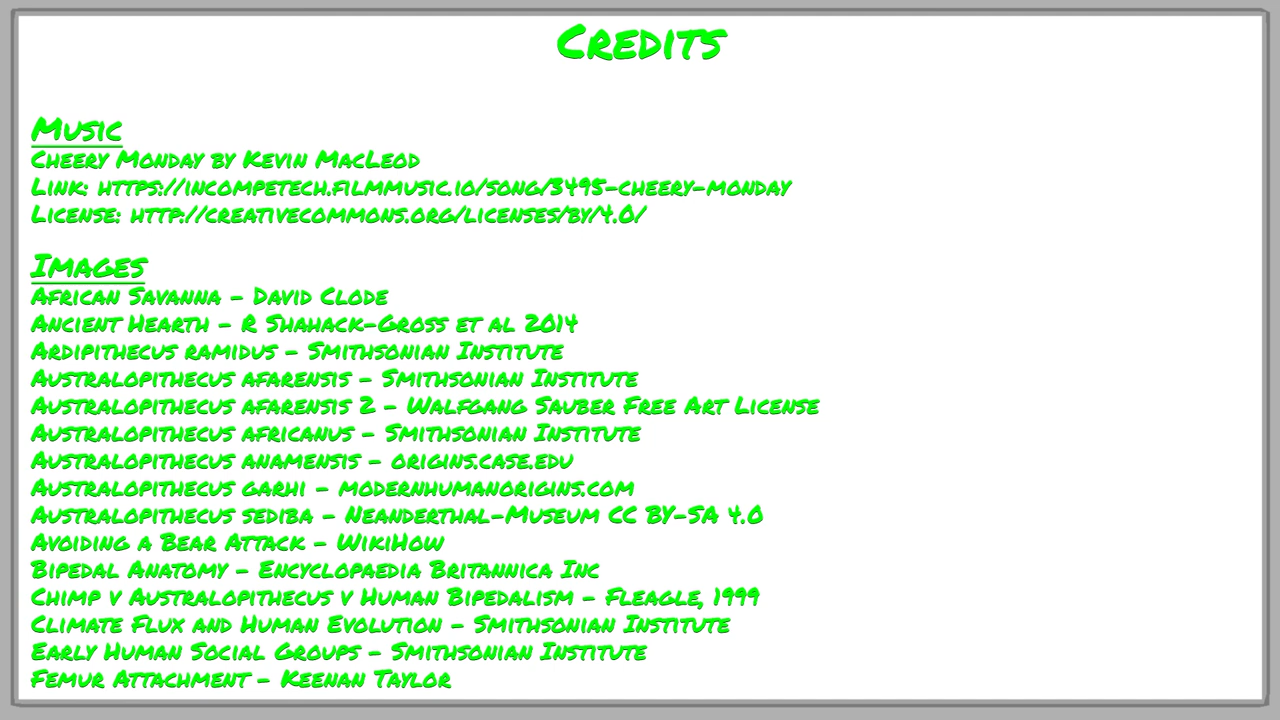 Credits
Music
Cheery Monday by Kevin MacLeod
Link: https://incompetech.filmmusic.io/song/3495-cheery-monday
License: http://creativecommons.org/licenses/by/4.0/
Images
African Savanna - David Clode
Ancient Hearth - R Shahack-Gross et al 2014
Ardipithecus ramidus - Smithsonian Institute
Australopithecus afarensis - Smithsonian Institute
Australopithecus afarensis 2 - Walfgang Sauber Free Art License
Australopithecus africanus - Smithsonian Institute
Australopithecus anamensis - origins.case.edu
Australopithecus garhi - modernhumanorigins.com
Australopithecus sediba - Neanderthal-Museum CC BY-SA 4.0
Avoiding a Bear Attack - WikiHow
Bipedal Anatomy - Encyclopaedia Britannica Inc
Chimp v Australopithecus v Human Bipedalism - Fleagle, 1999
Climate Flux and Human Evolution - Smithsonian Institute
Early Human Social Groups - Smithsonian Institute
Femur Attachment - Keenan Taylor